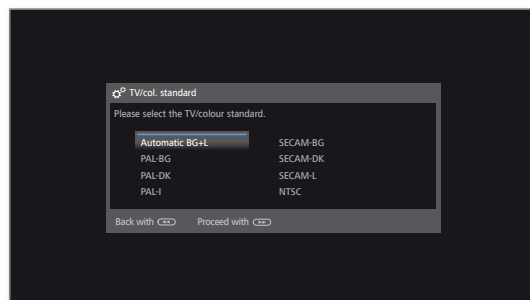 TV/col. standard
Please select the TV/colour standard.
Automatic BG+L SECAM-BG
PAL-BG SECAM-DK
PAL-DK SECAM-L
PAL-I NTSC
Back with Proceed with